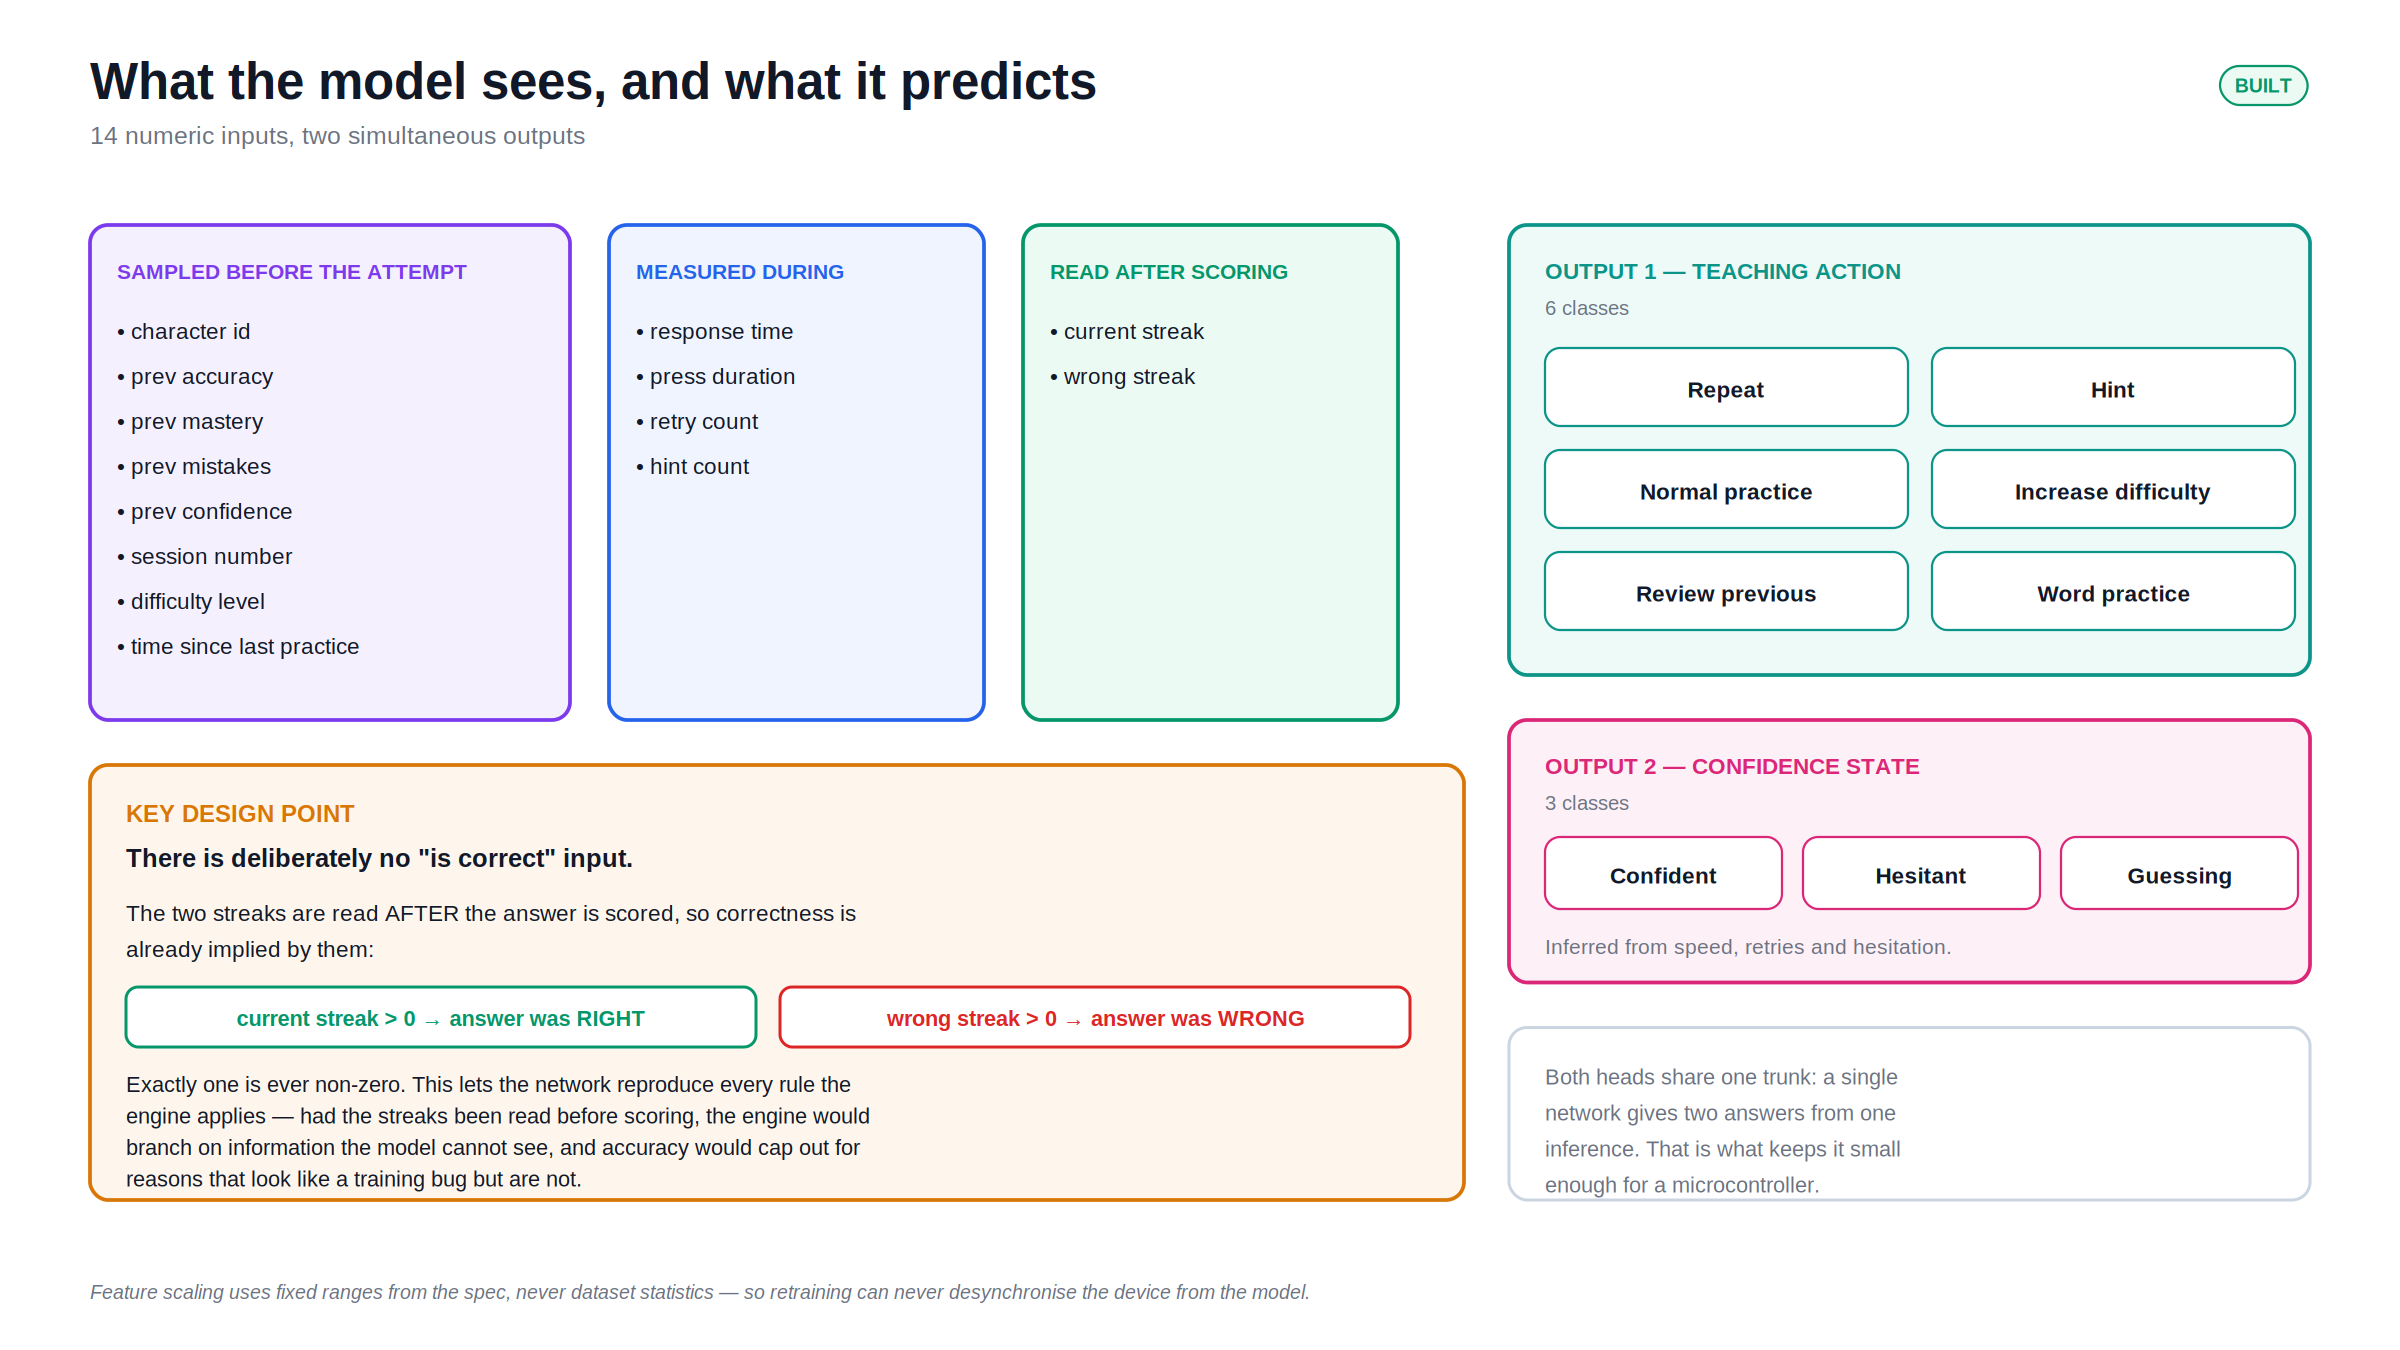 What the model sees, and what it predicts
BUILT
14 numeric inputs, two simultaneous outputs
SAMPLED BEFORE THE ATTEMPT
• character id
• prev accuracy
• prev mastery
• prev mistakes
• prev confidence
• session number
• difficulty level
• time since last practice
MEASURED DURING
• response time
• press duration
• retry count
• hint count
READ AFTER SCORING
• current streak
• wrong streak
OUTPUT 1 — TEACHING ACTION
6 classes
Repeat
Hint
Normal practice
Increase difficulty
Review previous
Word practice
KEY DESIGN POINT
There is deliberately no "is correct" input.
The two streaks are read AFTER the answer is scored, so correctness is
already implied by them:
current streak > 0 → answer was RIGHT
wrong streak > 0 → answer was WRONG
Exactly one is ever non-zero. This lets the network reproduce every rule the
engine applies — had the streaks been read before scoring, the engine would
branch on information the model cannot see, and accuracy would cap out for
reasons that look like a training bug but are not.
OUTPUT 2 — CONFIDENCE STATE
3 classes
Confident
Hesitant
Guessing
Inferred from speed, retries and hesitation.
Both heads share one trunk: a single
network gives two answers from one
inference. That is what keeps it small
enough for a microcontroller.
Feature scaling uses fixed ranges from the spec, never dataset statistics — so retraining can never desynchronise the device from the model.